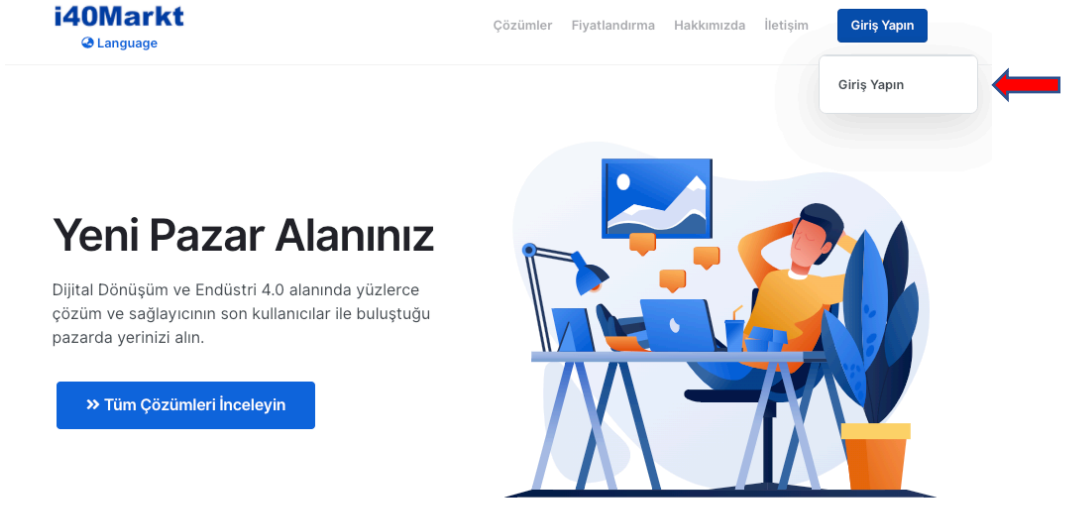 i40Markt
Language
Çözümler Fiyatlandırma Hakkımızda İletişim Giriş Yapın
Giriş Yapın
Yeni Pazar Alanınız
Dijital Dönüşüm ve Endüstri 4.0 alanında yüzlerce
çözüm ve sağlayıcının son kullanıcılar ile buluştuğu
pazarda yerinizi alın.
» Tüm Çözümleri İnceleyin